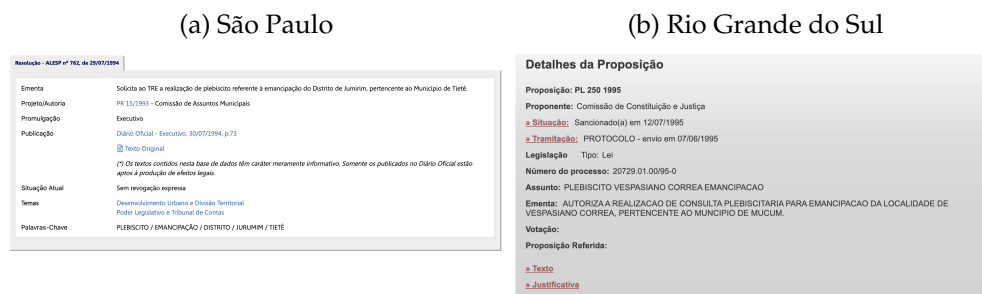 (a) São Paulo
Resolução - ALESP nº 762, de 29/07/1994
Ementa Solicita ao TRE a realização de plebiscito referente à emancipação do Distrito de Jumirim, pertencente ao Município de Tietê.
Projeto/Autoria PR 15/1993 - Comissão de Assuntos Municipais
Promulgação Executivo
Publicação Diário Oficial - Executivo, 30/07/1994, p.73
Texto Original
(*) Os textos contidos nesta base de dados têm caráter meramente informativo. Somente os publicados no Diário Oficial estão
aptos à produção de efeitos legais.
Situação Atual Sem revogação expressa
Temas Desenvolvimento Urbano e Divisão Territorial
Poder Legislativo e Tribunal de Contas
Palavras-Chave PLEBISCITO / EMANCIPAÇÃO / DISTRITO / JURUMIM / TIETÊ
(b) Rio Grande do Sul
Detalhes da Proposição
Proposição: PL 250 1995
Proponente: Comissão de Constituição e Justiça
» Situação: Sancionado(a) em 12/07/1995
» Tramitação: PROTOCOLO - envio em 07/06/1995
Legislação Tipo: Lei
Número do processo: 20729.01.00/95-0
Assunto: PLEBISCITO VESPASIANO CORREA EMANCIPACAO
Ementa: AUTORIZA A REALIZACAO DE CONSULTA PLEBISCITARIA PARA EMANCIPACAO DA LOCALIDADE DE
VESPASIANO CORREA, PERTENCENTE AO MUNCIPIO DE MUCUM.
Votação:
Proposição Referida:
» Texto
» Justificativa